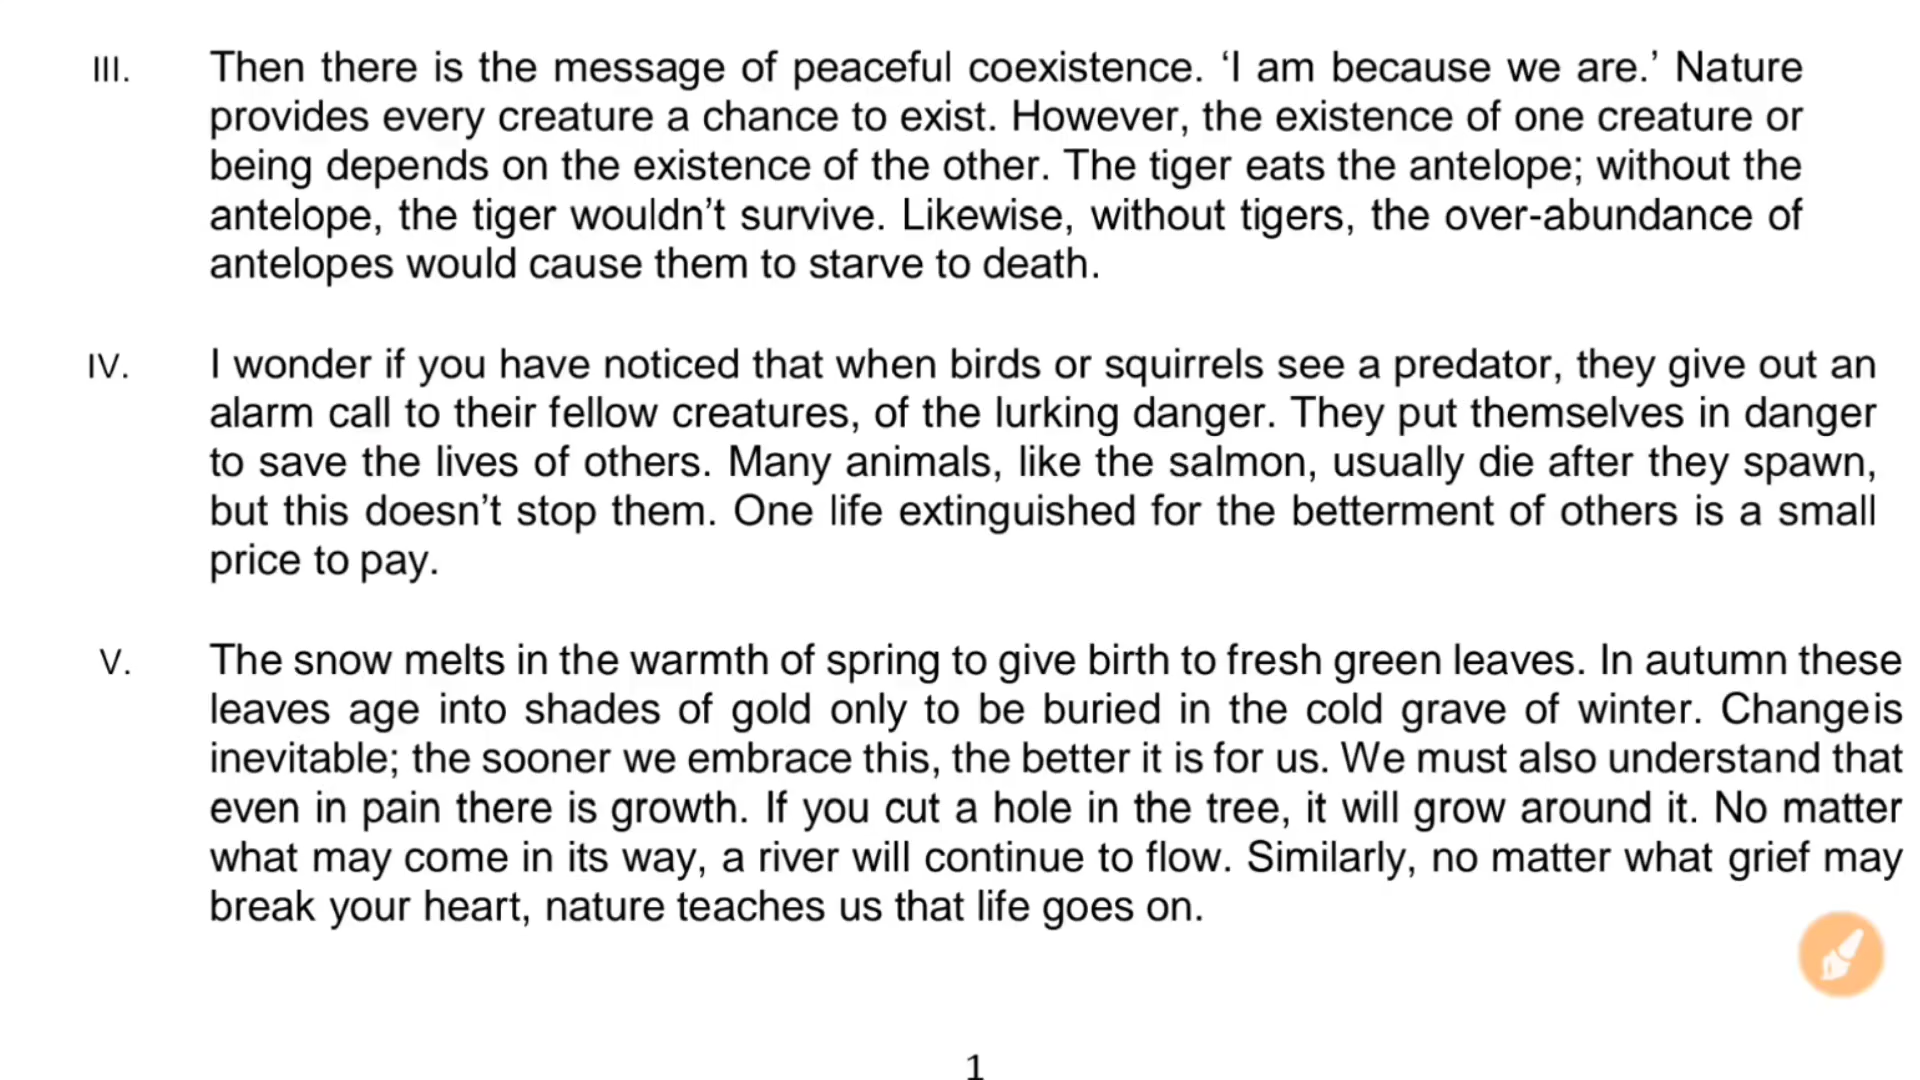 III. Then there is the message of peaceful coexistence. ‘I am because we are.’ Nature
provides every creature a chance to exist. However, the existence of one creature or
being depends on the existence of the other. The tiger eats the antelope; without the
antelope, the tiger wouldn’t survive. Likewise, without tigers, the over-abundance of
antelopes would cause them to starve to death.
IV. I wonder if you have noticed that when birds or squirrels see a predator, they give out an
alarm call to their fellow creatures, of the lurking danger. They put themselves in danger
to save the lives of others. Many animals, like the salmon, usually die after they spawn,
but this doesn’t stop them. One life extinguished for the betterment of others is a small
price to pay.
V. The snow melts in the warmth of spring to give birth to fresh green leaves. In autumn these
leaves age into shades of gold only to be buried in the cold grave of winter. Changeis
inevitable; the sooner we embrace this, the better it is for us. We must also understand that
even in pain there is growth. If you cut a hole in the tree, it will grow around it. No matter
what may come in its way, a river will continue to flow. Similarly, no matter what grief may
break your heart, nature teaches us that life goes on.
1